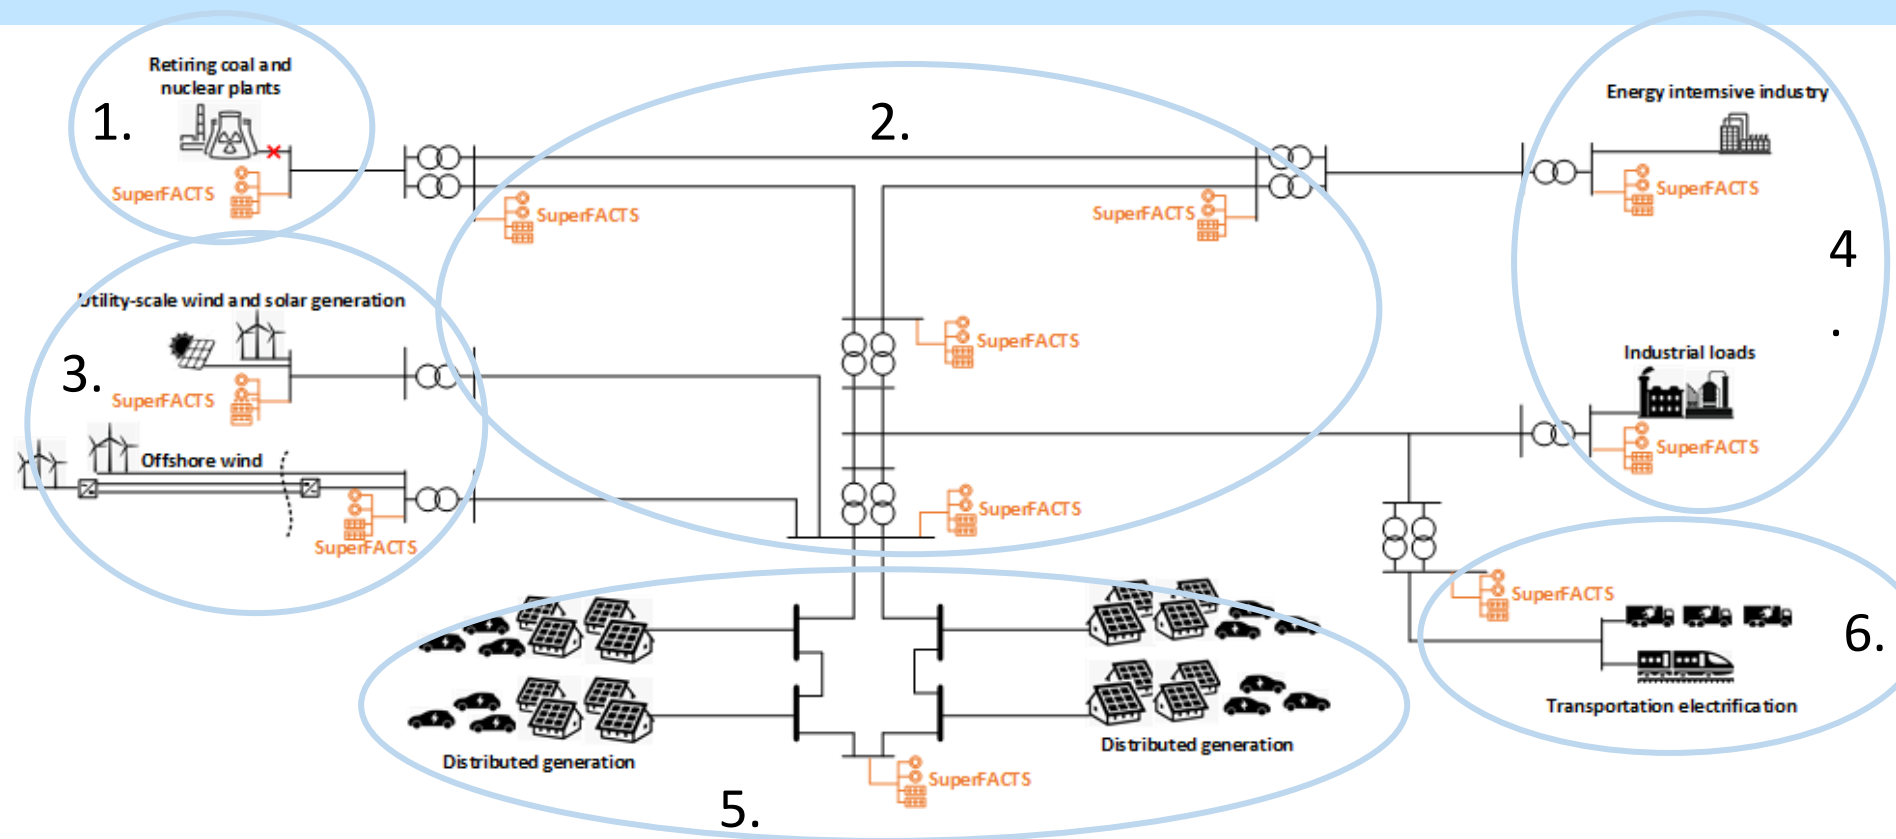 Retiring coal and
nuclear plants
1.
SuperFACTS
2.
SuperFACTS
SuperFACTS
SuperFACTS
SuperFACTS
Utility-scale wind and solar generation
3.
SuperFACTS
Offshore wind
SuperFACTS
Energy intemsive industry
SuperFACTS
4
.
Industrial loads
SuperFACTS
Distributed generation
Distributed generation
SuperFACTS
5.
SuperFACTS
6.
Transportation electrification